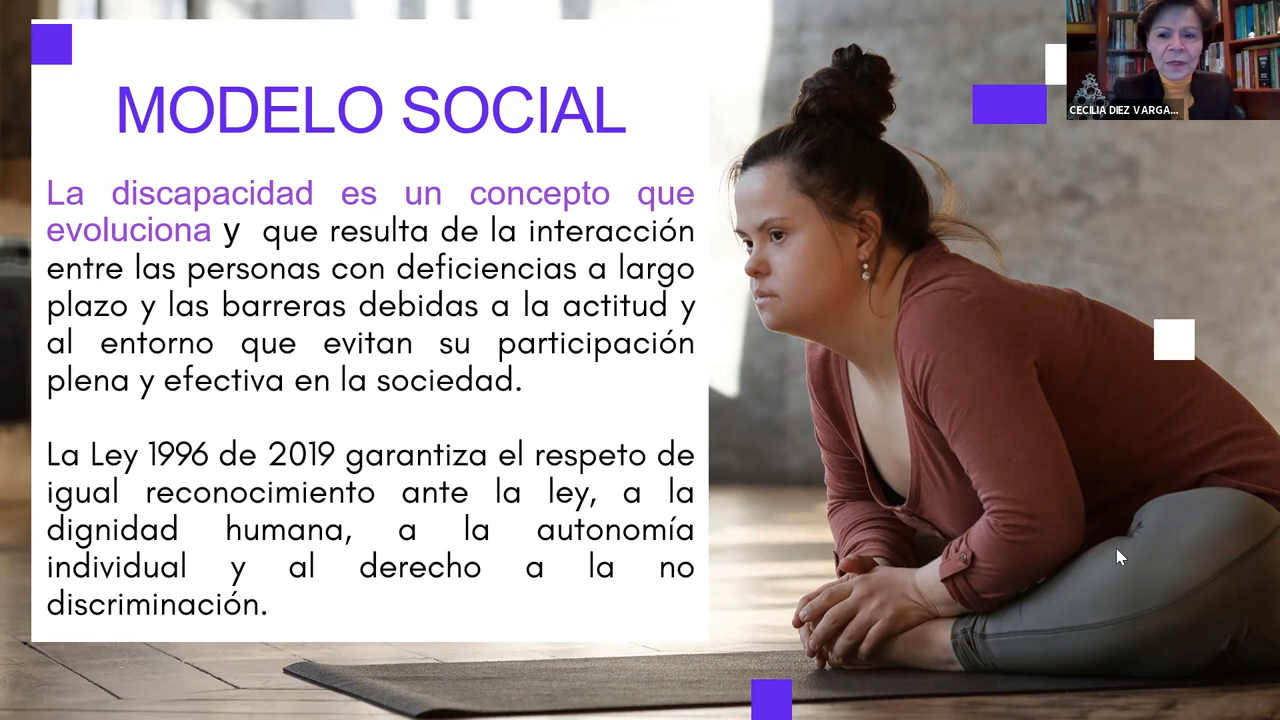 CECILIA DIEZ VARGA...
MODELO SOCIAL
La discapacidad es un concepto que
evoluciona y que resulta de la interacción
entre las personas con deficiencias a largo
plazo y las barreras debidas a la actitud y
al entorno que evitan su participación
plena y efectiva en la sociedad.
La Ley 1996 de 2019 garantiza el respeto de
igual reconocimiento ante la ley, a la
dignidad humana, a la autonomía
individual y al derecho a la no
discriminación.